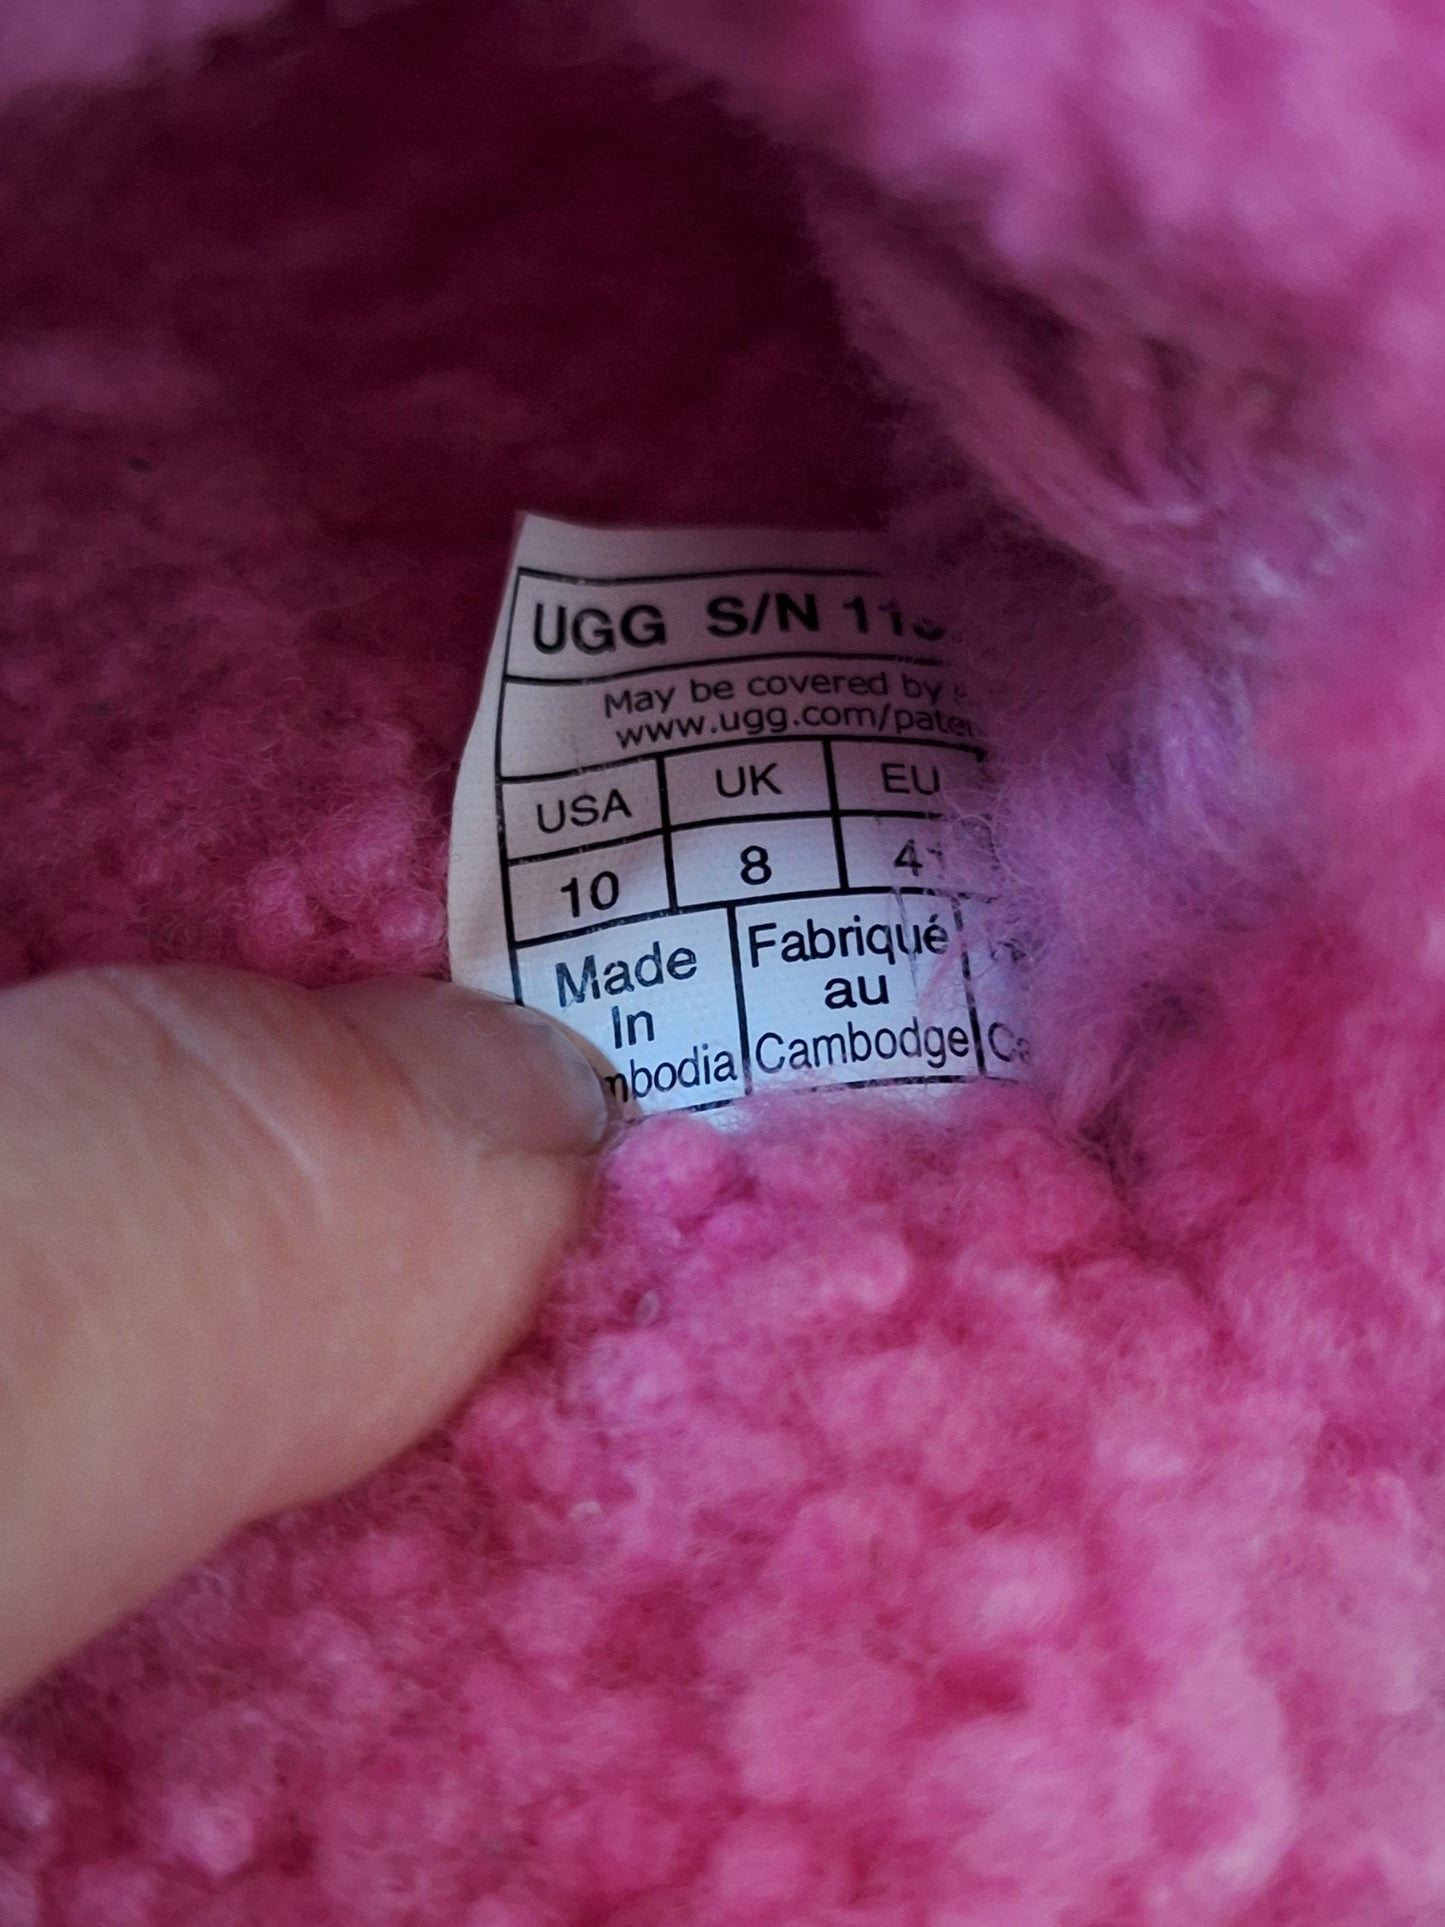 UGG S/N
May be covered by
www.ugg.com/pate
USA UK EU
10 8
Made Fabriqué
In au
mbodia Cambodge